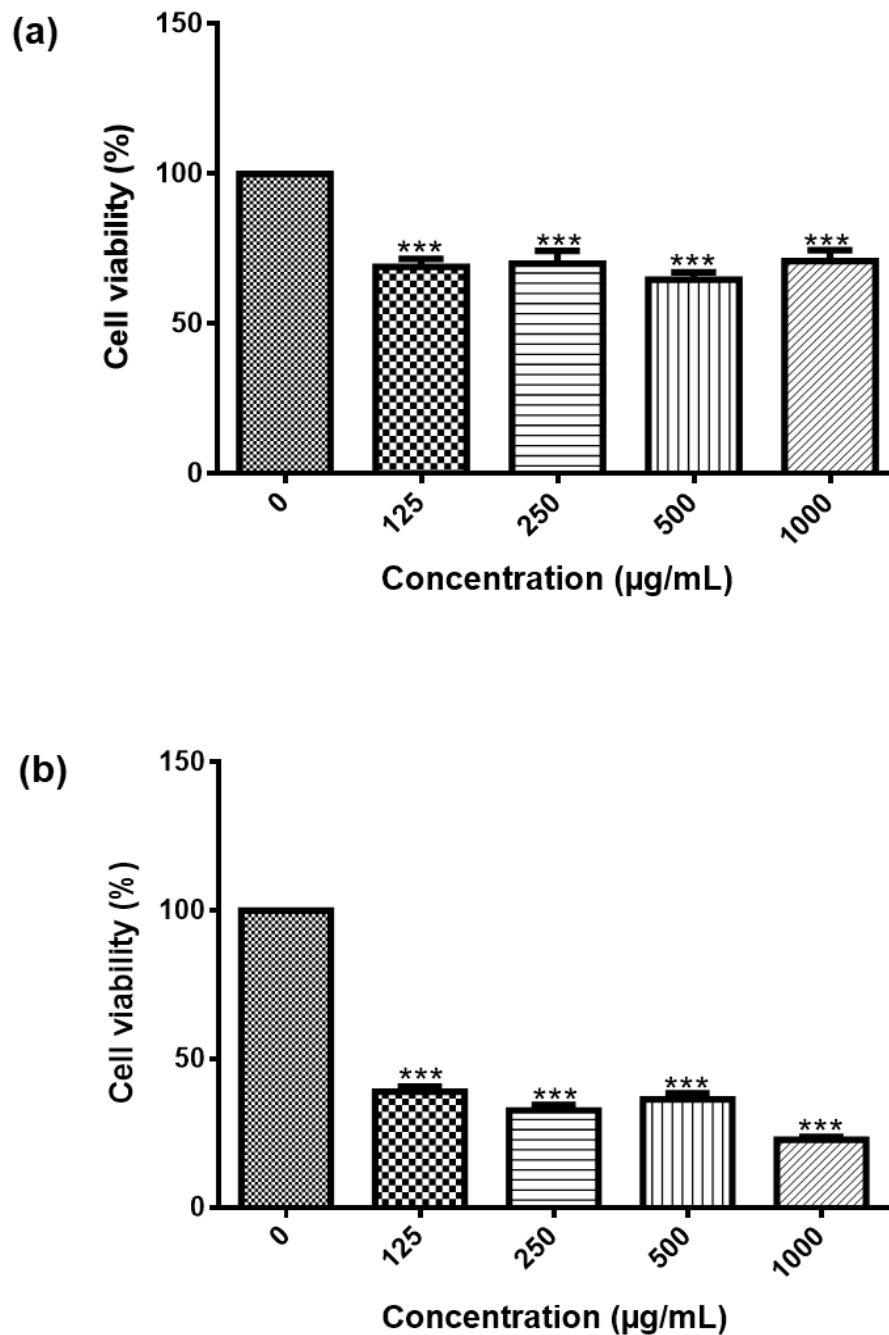 (a)
Cell viability (%)
150
100
50
0
*** *** *** ***
0 125 250 500 1000
Concentration (µg/mL)
(b)
Cell viability (%)
150
100
50
0
*** *** *** ***
0 125 250 500 1000
Concentration (µg/mL)